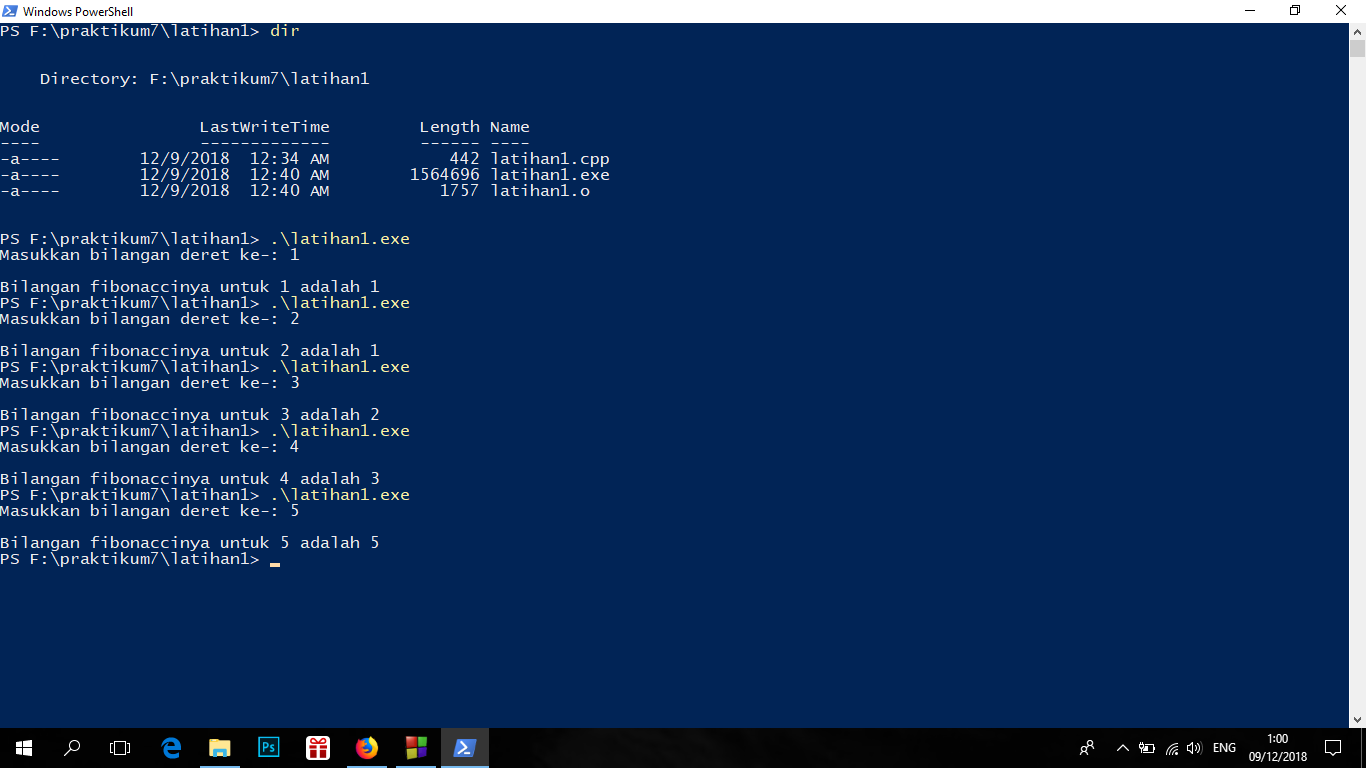 Windows PowerShell
PS F:\praktikum7\latihan1> dir
Directory: F:\praktikum7\latihan1
Mode LastWriteTime Length Name
---- ------------- ------ ----
-a---- 12/9/2018 12:34 AM 442 latihan1.cpp
-a---- 12/9/2018 12:40 AM 1564696 latihan1.exe
-a---- 12/9/2018 12:40 AM 1757 latihan1.o
PS F:\praktikum7\latihan1> .\latihan1.exe
Masukkan bilangan deret ke-: 1
Bilangan fibonaccinya untuk 1 adalah 1
PS F:\praktikum7\latihan1> .\latihan1.exe
Masukkan bilangan deret ke-: 2
Bilangan fibonaccinya untuk 2 adalah 1
PS F:\praktikum7\latihan1> .\latihan1.exe
Masukkan bilangan deret ke-: 3
Bilangan fibonaccinya untuk 3 adalah 2
PS F:\praktikum7\latihan1> .\latihan1.exe
Masukkan bilangan deret ke-: 4
Bilangan fibonaccinya untuk 4 adalah 3
PS F:\praktikum7\latihan1> .\latihan1.exe
Masukkan bilangan deret ke-: 5
Bilangan fibonaccinya untuk 5 adalah 5
PS F:\praktikum7\latihan1>
Ps
ENG
1:00
09/12/2018